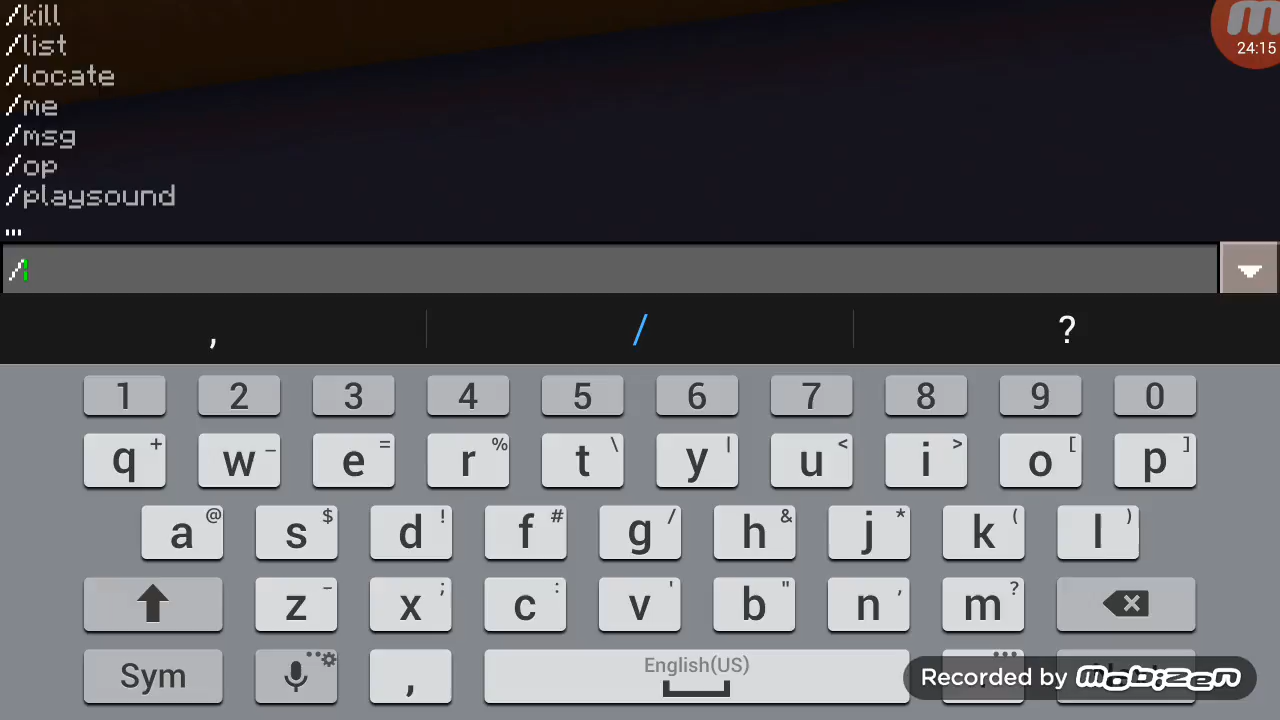 /kill
/list
/locate
/me
/msg
/op
/playsound
...
/
24:15
, / ?
1 2 3 4 5 6 7 8 9 0
q + w - e = r % t \ y | u < i > o [ p ]
a @ s $ d ! f # g / h & j * k ( l )
z - x ; c : v ' b " n , m ?
Sym , English(US)
Recorded by mobizen